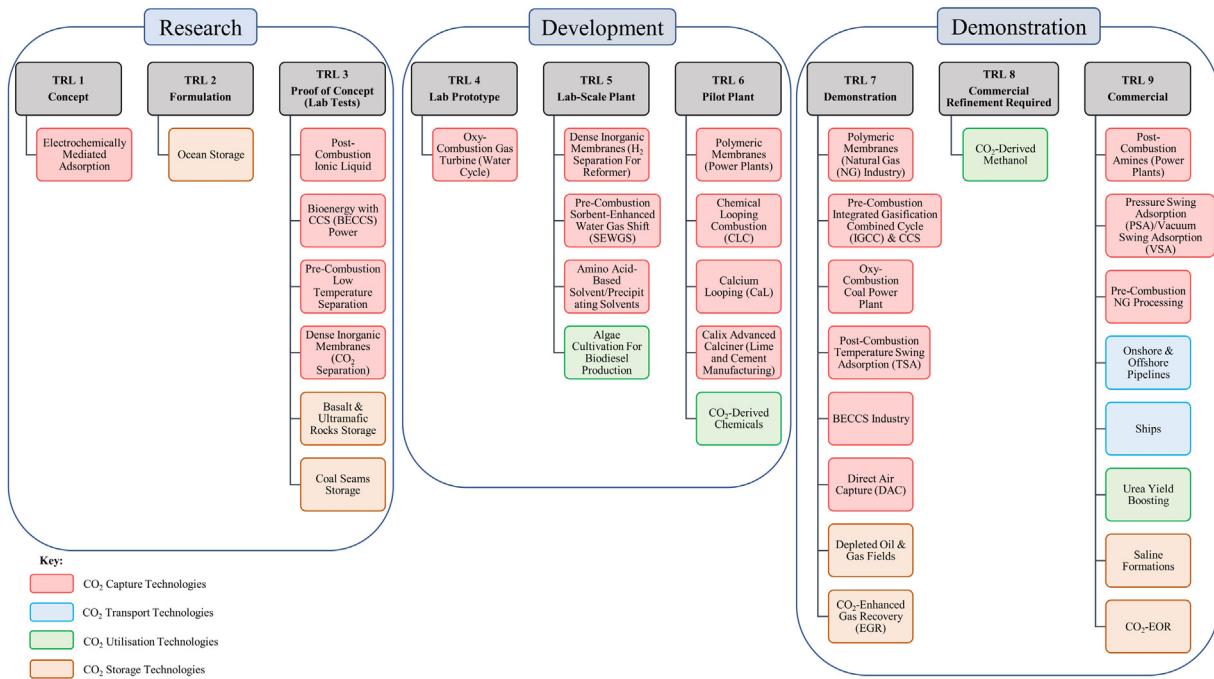 Research
TRL 1
Concept
Electrochemically
Mediated
Adsorption
TRL 2
Formulation
Ocean Storage
TRL 3
Proof of Concept
(Lab Tests)
Post-
Combustion
Ionic Liquid
Bioenergy with
CCS (BECCS)
Power
Pre-Combustion
Low
Temperature
Separation
Dense Inorganic
Membranes
(CO₂
Separation)
Basalt &
Ultramafic
Rocks Storage
Coal Seams
Storage
Development
TRL 4
Lab Prototype
Oxy-
Combustion Gas
Turbine (Water
Cycle)
TRL 5
Lab-Scale Plant
Dense Inorganic
Membranes (H₂
Separation For
Reformer)
Pre-Combustion
Sorbent-Enhanced
Water Gas Shift
(SEWGS)
Amino Acid-
Based
Solvent/Precipit
ating Solvents
Algae
Cultivation For
Biodiesel
Production
TRL 6
Pilot Plant
Polymeric
Membranes
(Power Plants)
Chemical
Looping
Combustion
(CLC)
Calcium
Looping (CaL)
Calix Advanced
Calciner (Lime
and Cement
Manufacturing)
CO₂-Derived
Chemicals
Demonstration
TRL 7
Demonstration
Polymeric
Membranes
(Natural Gas
(NG) Industry)
Pre-Combustion
Integrated Gasification
Combined Cycle
(IGCC) & CCS
Oxy-
Combustion
Coal Power
Plant
Post-Combustion
Temperature Swing
Adsorption (TSA)
BECCS Industry
Direct Air
Capture (DAC)
Depleted Oil &
Gas Fields
CO₂-Enhanced
Gas Recovery
(EGR)
TRL 8
Commercial
Refinement Required
CO₂-Derived
Methanol
TRL 9
Commercial
Post-
Combustion
Amines (Power
Plants)
Pressure Swing
Adsorption
(PSA)/Vacuum
Swing Adsorption
(VSA)
Pre-Combustion
NG Processing
Onshore &
Offshore
Pipelines
Ships
Urea Yield
Boosting
Saline
Formations
CO₂-EOR
Key:
CO₂ Capture Technologies
CO₂ Transport Technologies
CO₂ Utilisation Technologies
CO₂ Storage Technologies